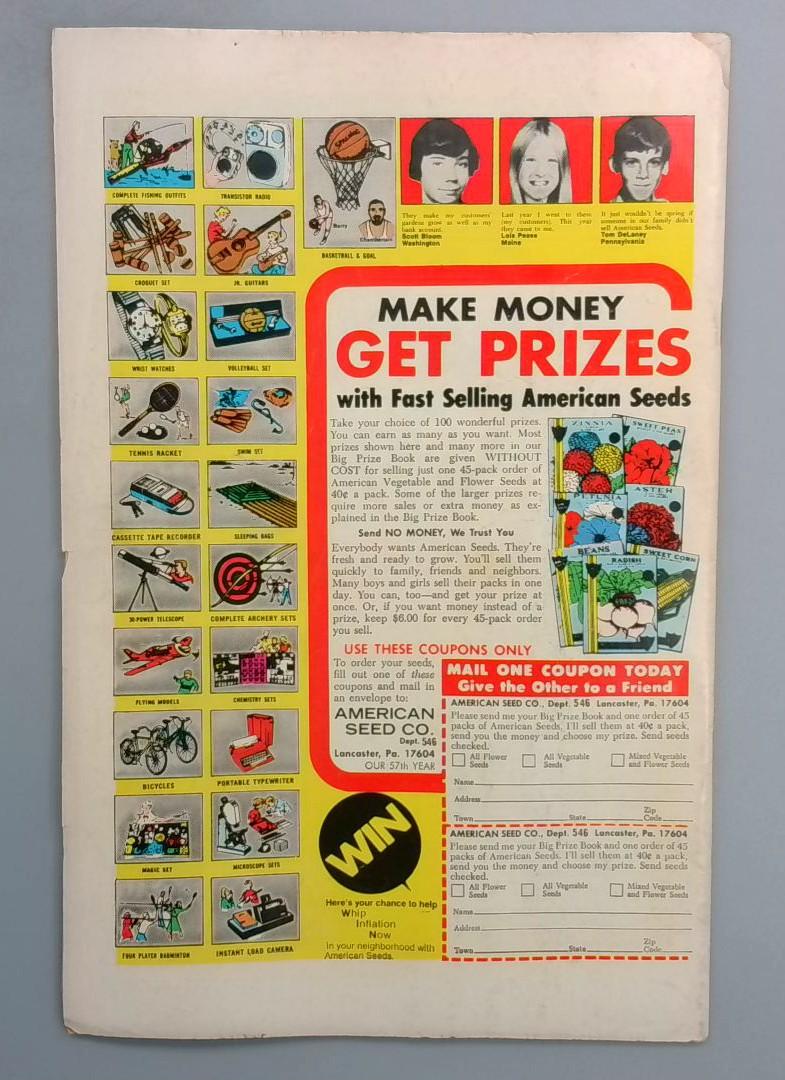 COMPLETE FISHING OUTFITS
TRANSISTOR RADIO
CROQUET SET
JR. GUITARS
WRIST WATCHES
VOLLEYBALL SET
TENNIS RACKET
SWIM SET
CASSETTE TAPE RECORDER
SLEEPING BAGS
30-POWER TELESCOPE
COMPLETE ARCHERY SETS
FLYING MODELS
CHEMISTRY SETS
BICYCLES
PORTABLE TYPEWRITER
MAGIC SET
MICROSCOPE SETS
FOUR PLAYER BADMINTON
INSTANT LOAD CAMERA
SPALDING
Barry
Chamberlain
BASKETBALL & GOAL
They make my customers'
gardens grow as well as my
bank account.
Scott Bloom
Washington
Last year I went to them
(my customers). This year
they came to me.
Lois Pease
Maine
It just wouldn't be spring if
someone in our family didn't
sell American Seeds.
Tom DeLaney
Pennsylvania
MAKE MONEY
GET PRIZES
with Fast Selling American Seeds
Take your choice of 100 wonderful prizes.
You can earn as many as you want. Most
prizes shown here and many more in our
Big Prize Book are given WITHOUT
COST for selling just one 45-pack order of
American Vegetable and Flower Seeds at
40¢ a pack. Some of the larger prizes re-
quire more sales or extra money as ex-
plained in the Big Prize Book.
Send NO MONEY, We Trust You
Everybody wants American Seeds. They're
fresh and ready to grow. You'll sell them
quickly to family, friends and neighbors.
Many boys and girls sell their packs in one
day. You can, too—and get your prize at
once. Or, if you want money instead of a
prize, keep $6.00 for every 45-pack order
you sell.
ZINNIA
SWEET PEAS
PETUNIA
ASTER
BEANS
RADISH
SWEET CORN
USE THESE COUPONS ONLY
To order your seeds,
fill out one of these
coupons and mail in
an envelope to:
AMERICAN
SEED CO.
Dept. 546
Lancaster, Pa. 17604
OUR 57th YEAR
MAIL ONE COUPON TODAY
Give the Other to a Friend
AMERICAN SEED CO., Dept. 546 Lancaster, Pa. 17604
Please send me your Big Prize Book and one order of 45
packs of American Seeds. I'll sell them at 40¢ a pack,
send you the money and choose my prize. Send seeds
checked.
All Flower Seeds
All Vegetable Seeds
Mixed Vegetable and Flower Seeds
Name
Address
Town State Zip Code
AMERICAN SEED CO., Dept. 546 Lancaster, Pa. 17604
Please send me your Big Prize Book and one order of 45
packs of American Seeds. I'll sell them at 40¢ a pack,
send you the money and choose my prize. Send seeds
checked.
All Flower Seeds
All Vegetable Seeds
Mixed Vegetable and Flower Seeds
Name
Address
Town State Zip Code
WIN
Here's your chance to help
Whip
Inflation
Now
in your neighborhood with
American Seeds.